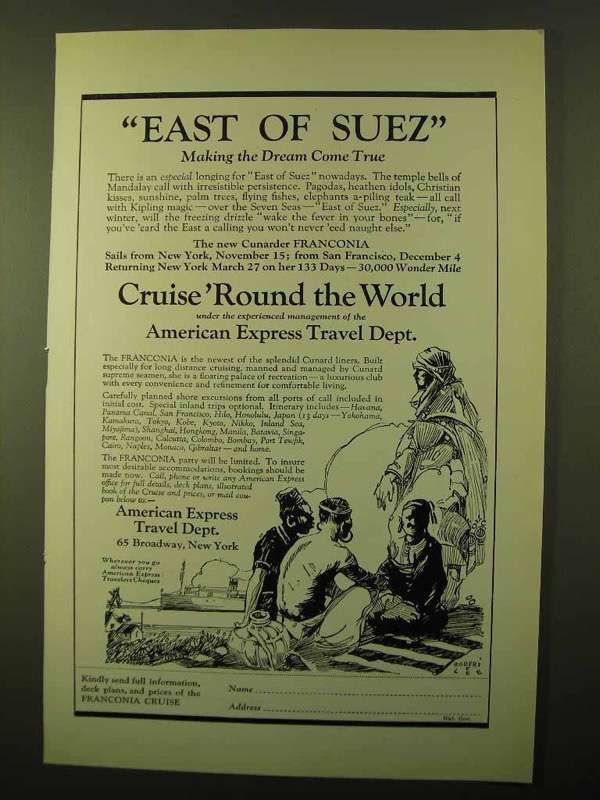 "EAST OF SUEZ"
Making the Dream Come True
There is an especial longing for "East of Suez" nowadays. The temple bells of
Mandalay call with irresistible persistence. Pagodas, heathen idols, Christian
kisses, sunshine, palm trees, flying fishes, elephants a-piling teak—all call
with Kipling magic—over the Seven Seas—"East of Suez." Especially, next
winter, will the freezing drizzle "wake the fever in your bones"—for, "if
you've 'card the East a calling you won't never 'eed naught else."
The new Cunarder FRANCONIA
Sails from New York, November 15; from San Francisco, December 4
Returning New York March 27 on her 133 Days—30,000 Wonder Mile
Cruise 'Round the World
under the experienced management of the
American Express Travel Dept.
The FRANCONIA is the newest of the splendid Cunard liners. Built
especially for long distance cruising, manned and managed by Cunard
supreme seamen, she is a floating palace of recreation—a luxurious club
with every convenience and refinement for comfortable living.
Carefully planned shore excursions from all ports of call included in
initial cost. Special inland trips optional. Itinerary includes—Havana,
Panama Canal, San Francisco, Hilo, Honolulu, Japan (13 days—Yokohama,
Kamakura, Tokyo, Kobe, Kyoto, Nikko, Inland Sea,
Miyajima), Shanghai, Hongkong, Manila, Batavia, Singa-
pore, Rangoon, Calcutta, Colombo, Bombay, Port Tewfik,
Cairo, Naples, Monaco, Gibraltar—and home.
The FRANCONIA party will be limited. To insure
most desirable accommodations, bookings should be
made now. Call, phone or write any American Express
office for full details, deck plans, illustrated
book of the Cruise and prices, or mail cou-
pon below to:—
American Express
Travel Dept.
65 Broadway, New York
Wherever you go
always carry
American Express
Travelers Cheques
ROBERT
LEE
Kindly send full information,
deck plans, and prices of the
FRANCONIA CRUISE
Name
Address